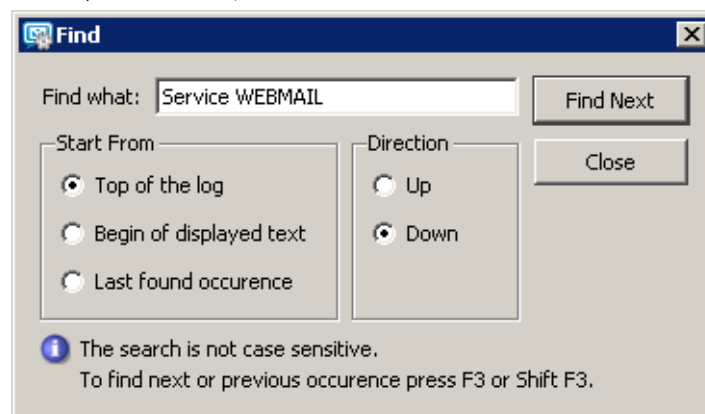 Find
Find what: Service WEBMAIL
Find Next
Start From
Direction
Close
Top of the log
Up
Begin of displayed text
Down
Last found occurence
The search is not case sensitive.
To find next or previous occurence press F3 or Shift F3.